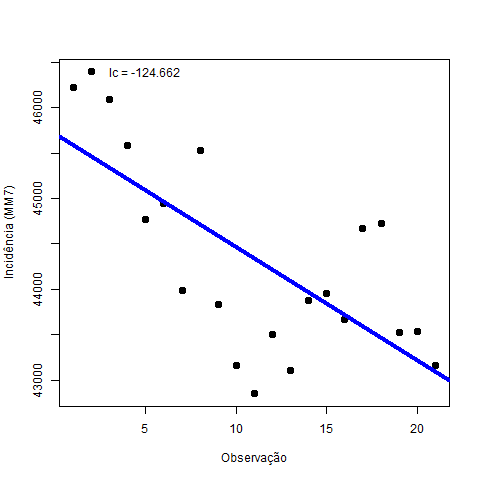 Ic = -124.662
Incidência (MM7)
46000
45000
44000
43000
5 10 15 20
Observação